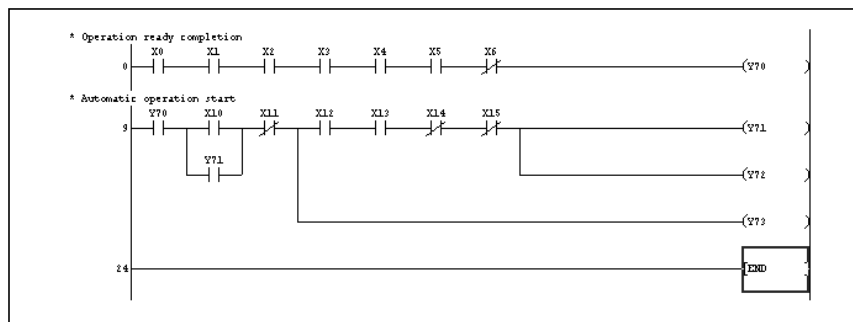 * Operation ready completion
X0 X1 X2 X3 X4 X5 X6
0 (Y70 )
* Automatic operation start
Y70 X10 X11 X12 X13 X14 X15
9 (Y71 )
Y71
(Y72 )
(Y73 )
24 [END ]